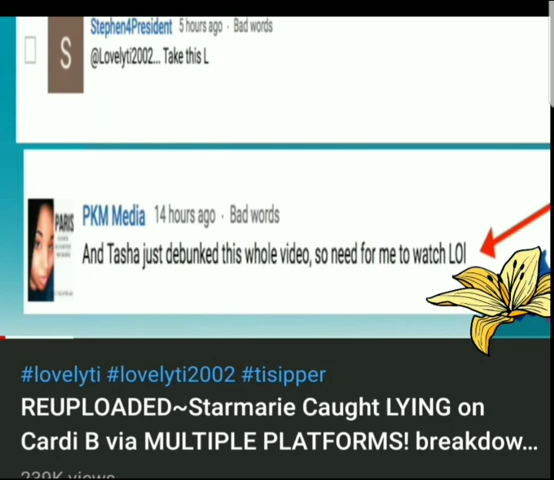 Stephen4President 5 hours ago · Bad words
S
@Lovelyti2002... Take this L
PARIS
PKM Media 14 hours ago · Bad words
And Tasha just debunked this whole video, so need for me to watch LOl
#lovelyti #lovelyti2002 #tisipper
REUPLOADED~Starmarie Caught LYING on
Cardi B via MULTIPLE PLATFORMS! breakdow...
239K views